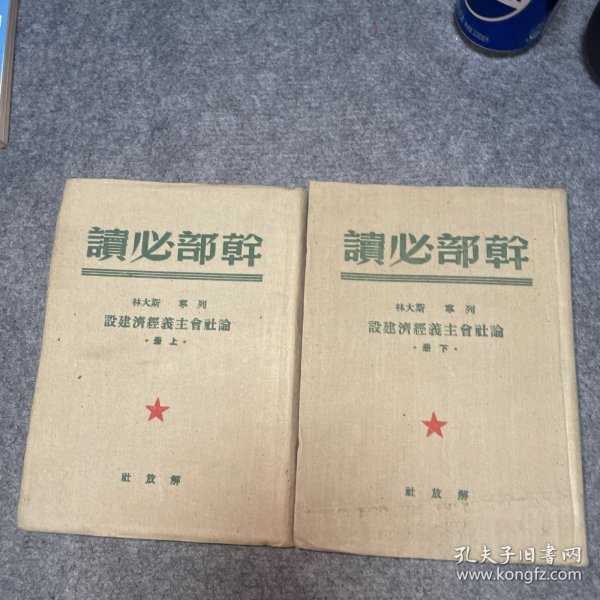 幹部必讀
列寧 斯大林
論社會主義經濟建設
·上冊·
解放社
幹部必讀
列寧 斯大林
論社會主義經濟建設
·下冊·
解放社
孔夫子旧书网
www.kongfz.com